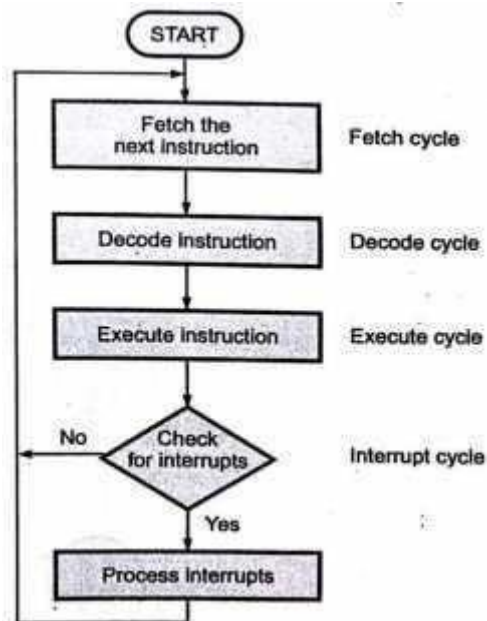 START
Fetch the
next instruction
Fetch cycle
Decode instruction
Decode cycle
Execute instruction
Execute cycle
No
Check
for interrupts
Interrupt cycle
Yes
Process Interrupts